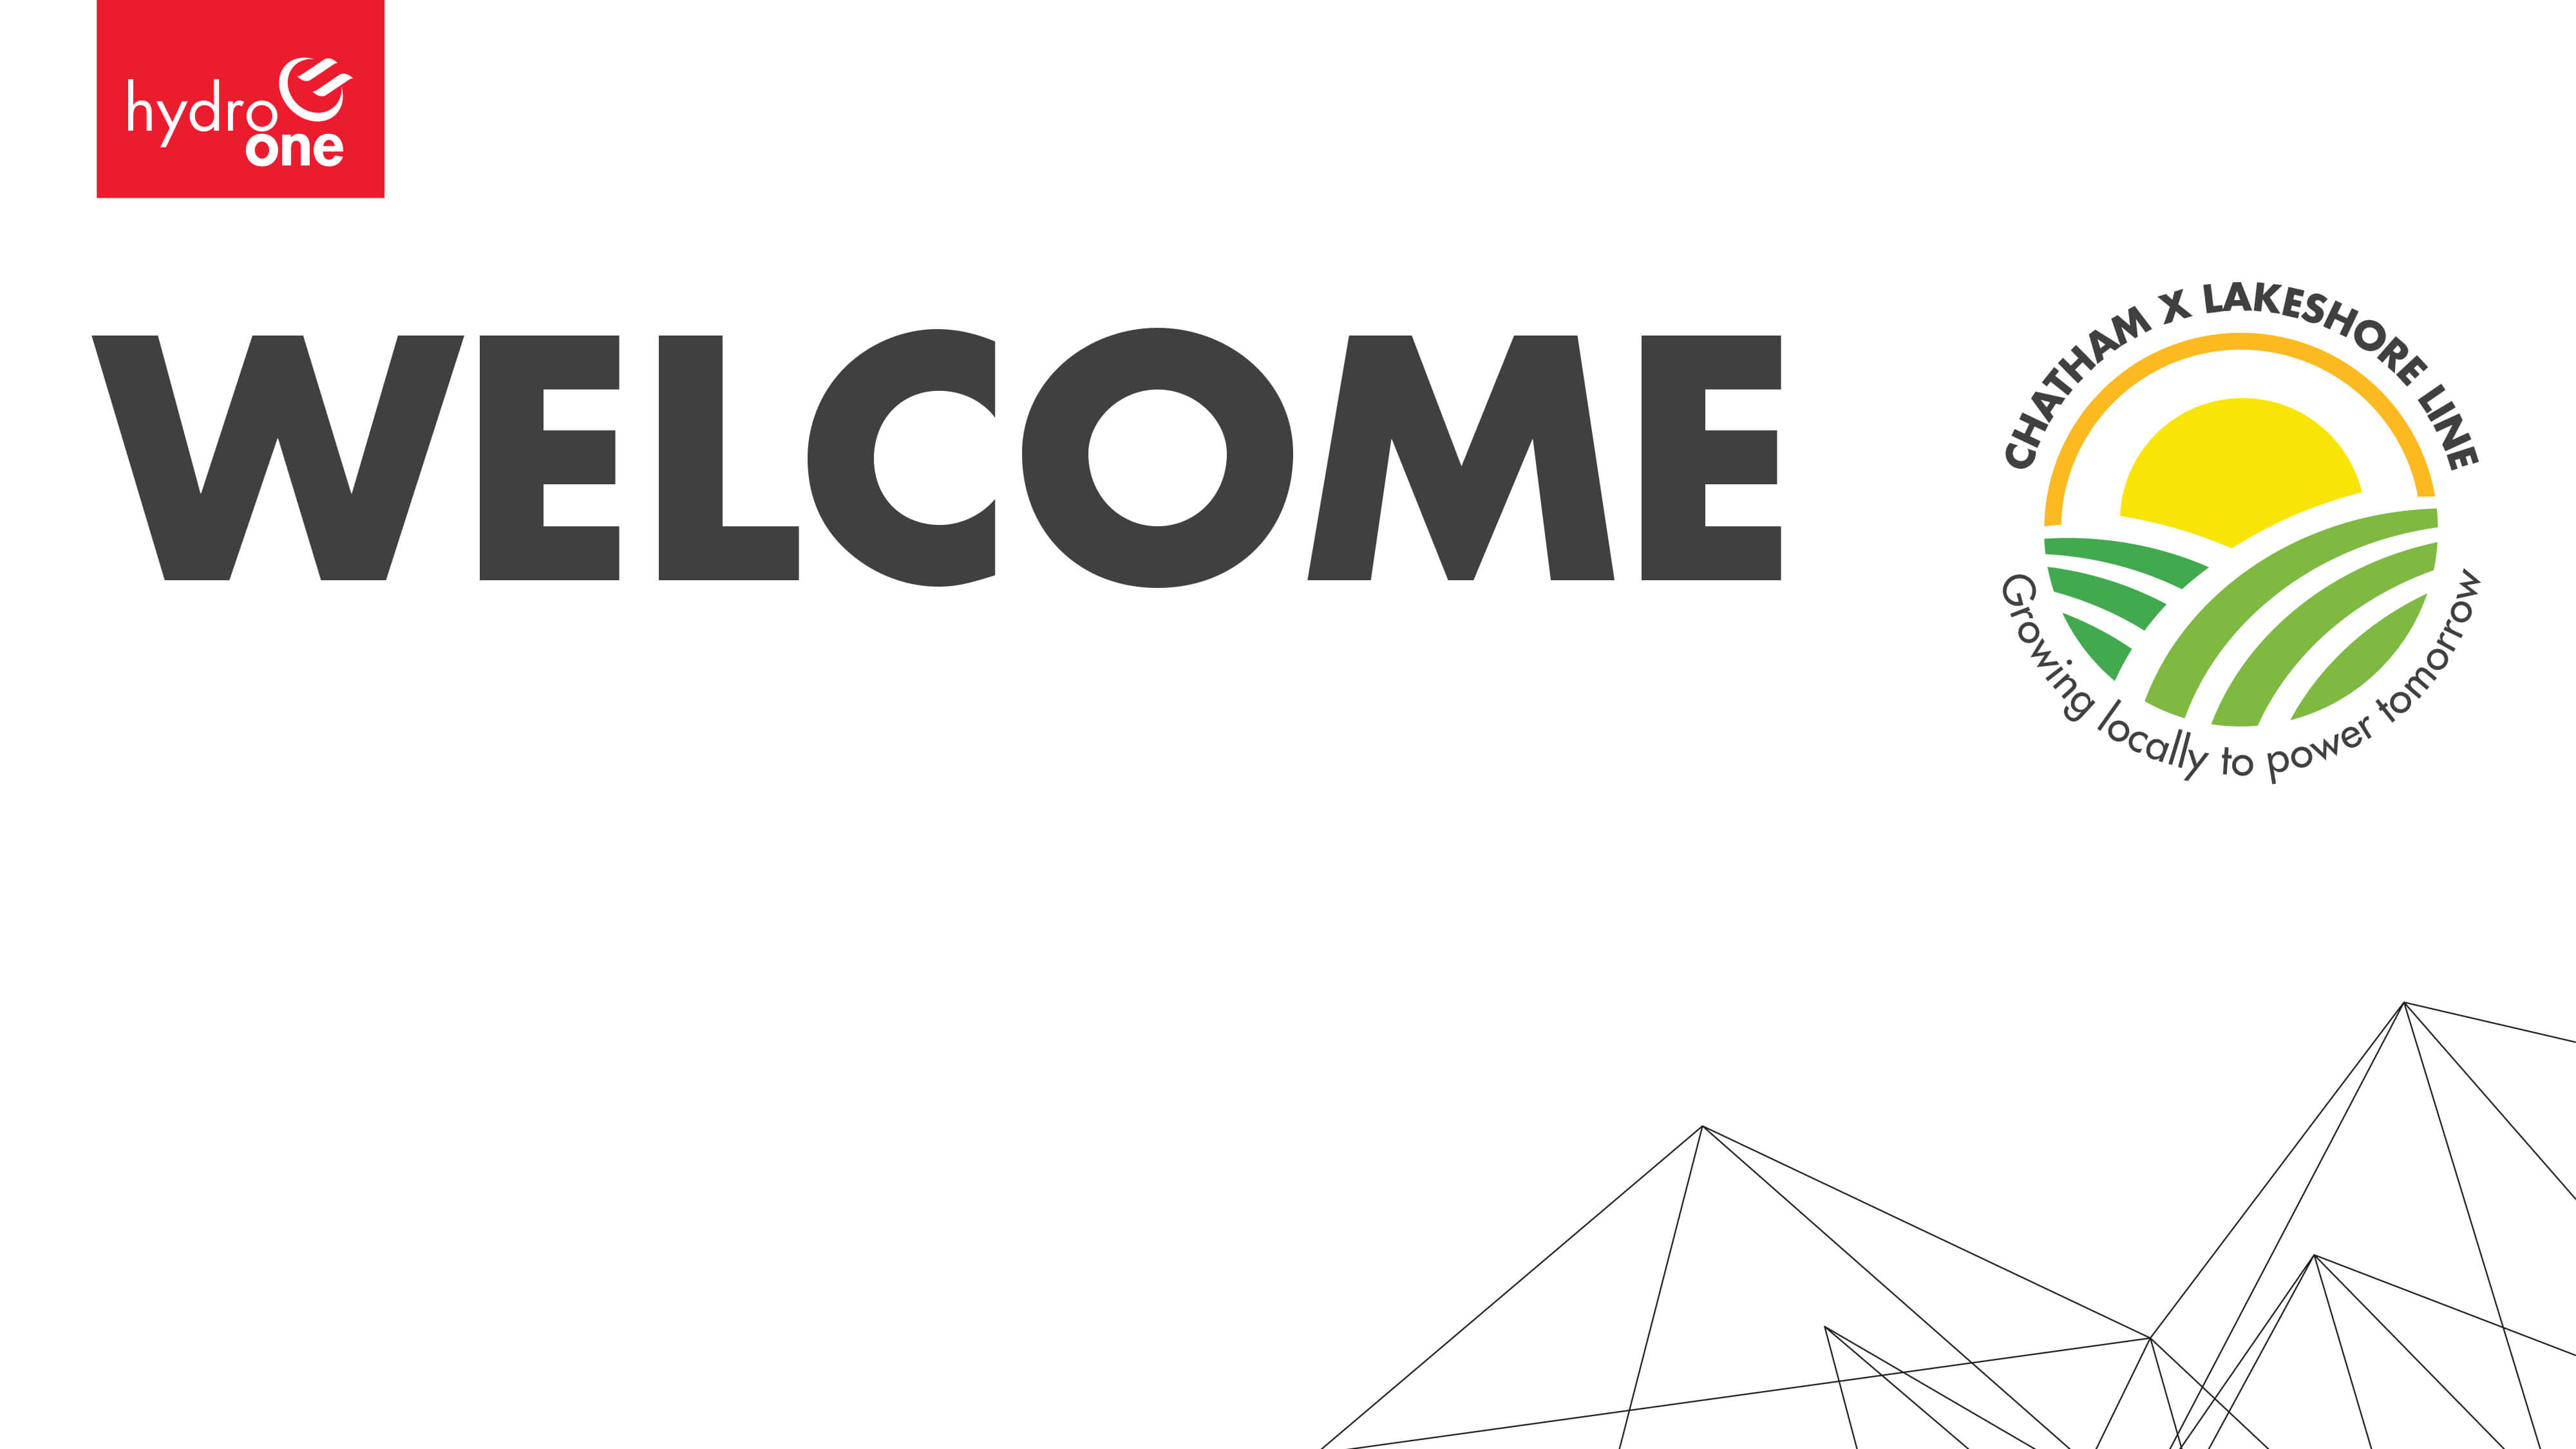 hydro
one
WELCOME
CHATHAM X LAKESHORE LINE
Growing locally to power tomorrow